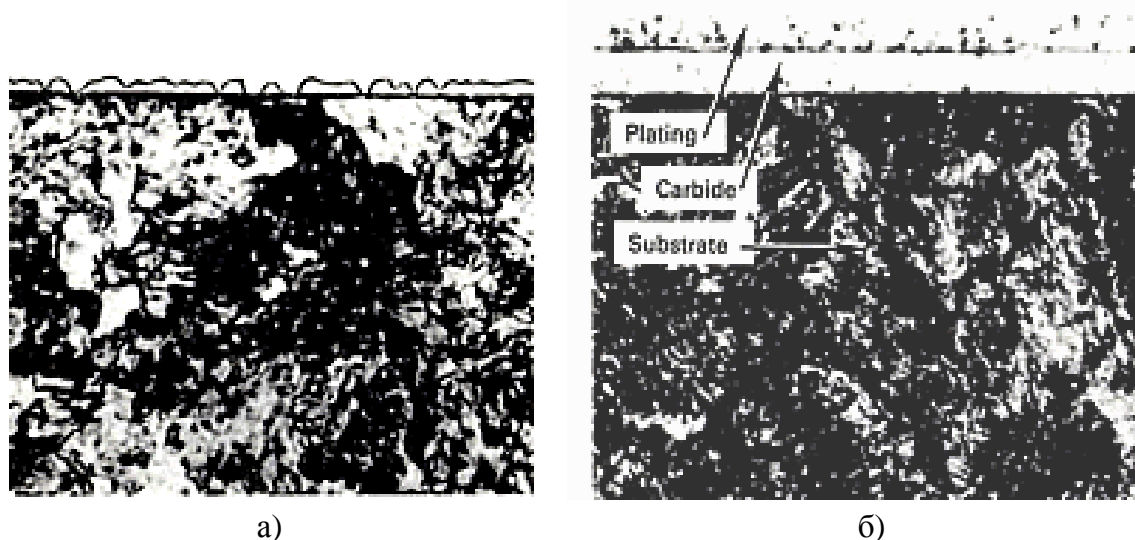 Plating
Carbide
Substrate
а)
б)